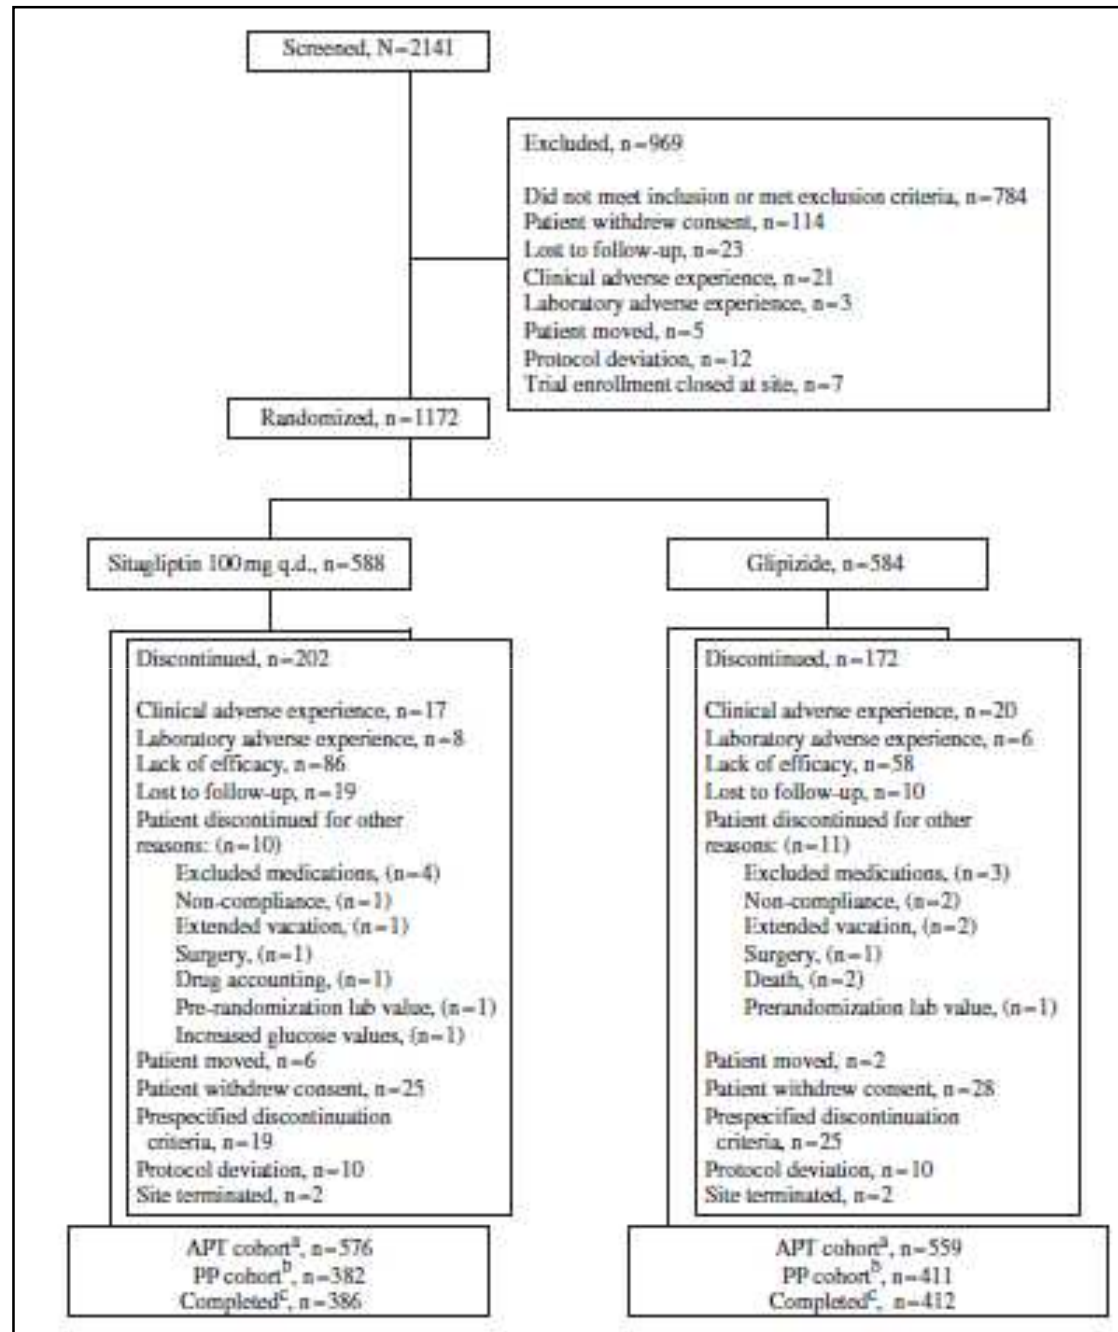 Screened, N=2141
Excluded, n=969
Did not meet inclusion or met exclusion criteria, n=784
Patient withdrew consent, n=114
Lost to follow-up, n=23
Clinical adverse experience, n=21
Laboratory adverse experience, n=3
Patient moved, n=5
Protocol deviation, n=12
Trial enrollment closed at site, n=7
Randomized, n=1172
Sitagliptin 100mg q.d., n=588
Discontinued, n=202
Clinical adverse experience, n=17
Laboratory adverse experience, n=8
Lack of efficacy, n=86
Lost to follow-up, n=19
Patient discontinued for other
reasons: (n=10)
Excluded medications, (n=4)
Non-compliance, (n=1)
Extended vacation, (n=1)
Surgery, (n=1)
Drug accounting, (n=1)
Pre-randomization lab value, (n=1)
Increased glucose values, (n=1)
Patient moved, n=6
Patient withdrew consent, n=25
Prespecified discontinuation
criteria, n=19
Protocol deviation, n=10
Site terminated, n=2
APT cohort^a, n=576
PP cohort^b, n=382
Completed^c, n=386
Glipizide, n=584
Discontinued, n=172
Clinical adverse experience, n=20
Laboratory adverse experience, n=6
Lack of efficacy, n=58
Lost to follow-up, n=10
Patient discontinued for other
reasons: (n=11)
Excluded medications, (n=3)
Non-compliance, (n=2)
Extended vacation, (n=2)
Surgery, (n=1)
Death, (n=2)
Prerandomization lab value, (n=1)
Patient moved, n=2
Patient withdrew consent, n=28
Prespecified discontinuation
criteria, n=25
Protocol deviation, n=10
Site terminated, n=2
APT cohort^a, n=559
PP cohort^b, n=411
Completed^c, n=412